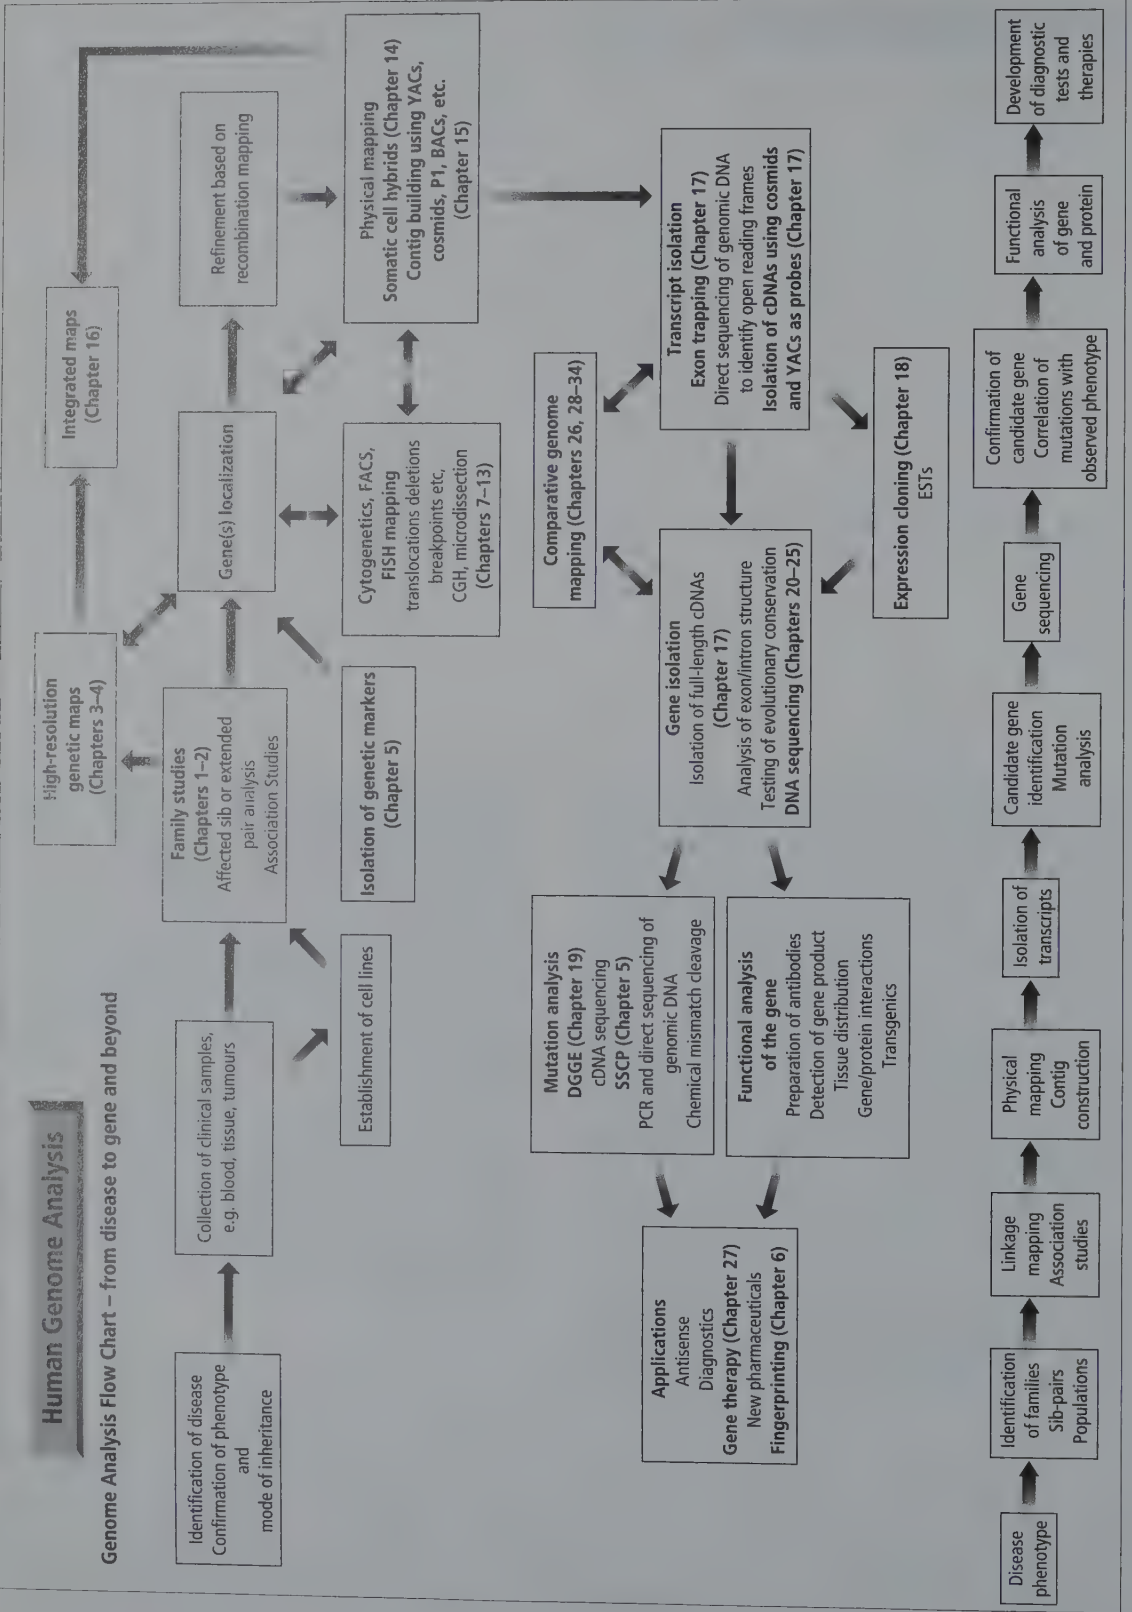 Human Genome Analysis
Genome Analysis Flow Chart – from disease to gene and beyond
Identification of disease
Confirmation of phenotype
and
mode of inheritance
Collection of clinical samples,
e.g. blood, tissue, tumours
Establishment of cell lines
Family studies
(Chapters 1–2)
Affected sib or extended
pair analysis
Association Studies
High-resolution
genetic maps
(Chapters 3–4)
Isolation of genetic markers
(Chapter 5)
Gene(s) localization
Integrated maps
(Chapter 16)
Cytogenetics, FACS,
FISH mapping
translocations deletions
breakpoints etc,
CGH, microdissection
(Chapters 7–13)
Refinement based on
recombination mapping
Physical mapping
Somatic cell hybrids (Chapter 14)
Contig building using YACs,
cosmids, P1, BACs, etc.
(Chapter 15)
Transcript isolation
Exon trapping (Chapter 17)
Direct sequencing of genomic DNA
to identify open reading frames
Isolation of cDNAs using cosmids
and YACs as probes (Chapter 17)
Comparative genome
mapping (Chapters 26, 28–34)
Expression cloning (Chapter 18)
ESTs
Gene isolation
Isolation of full-length cDNAs
(Chapter 17)
Analysis of exon/intron structure
Testing of evolutionary conservation
DNA sequencing (Chapters 20–25)
Mutation analysis
DGGE (Chapter 19)
cDNA sequencing
SSCP (Chapter 5)
PCR and direct sequencing of
genomic DNA
Chemical mismatch cleavage
Functional analysis
of the gene
Preparation of antibodies
Detection of gene product
Tissue distribution
Gene/protein interactions
Transgenics
Applications
Antisense
Diagnostics
Gene therapy (Chapter 27)
New pharmaceuticals
Fingerprinting (Chapter 6)
Disease
phenotype
Identification
of families
Sib-pairs
Populations
Linkage
mapping
Association
studies
Physical
mapping
Contig
construction
Isolation of
transcripts
Candidate gene
identification
Mutation
analysis
Gene
sequencing
Confirmation of
candidate gene
Correlation of
mutations with
observed phenotype
Functional
analysis
of gene
and protein
Development
of diagnostic
tests and
therapies